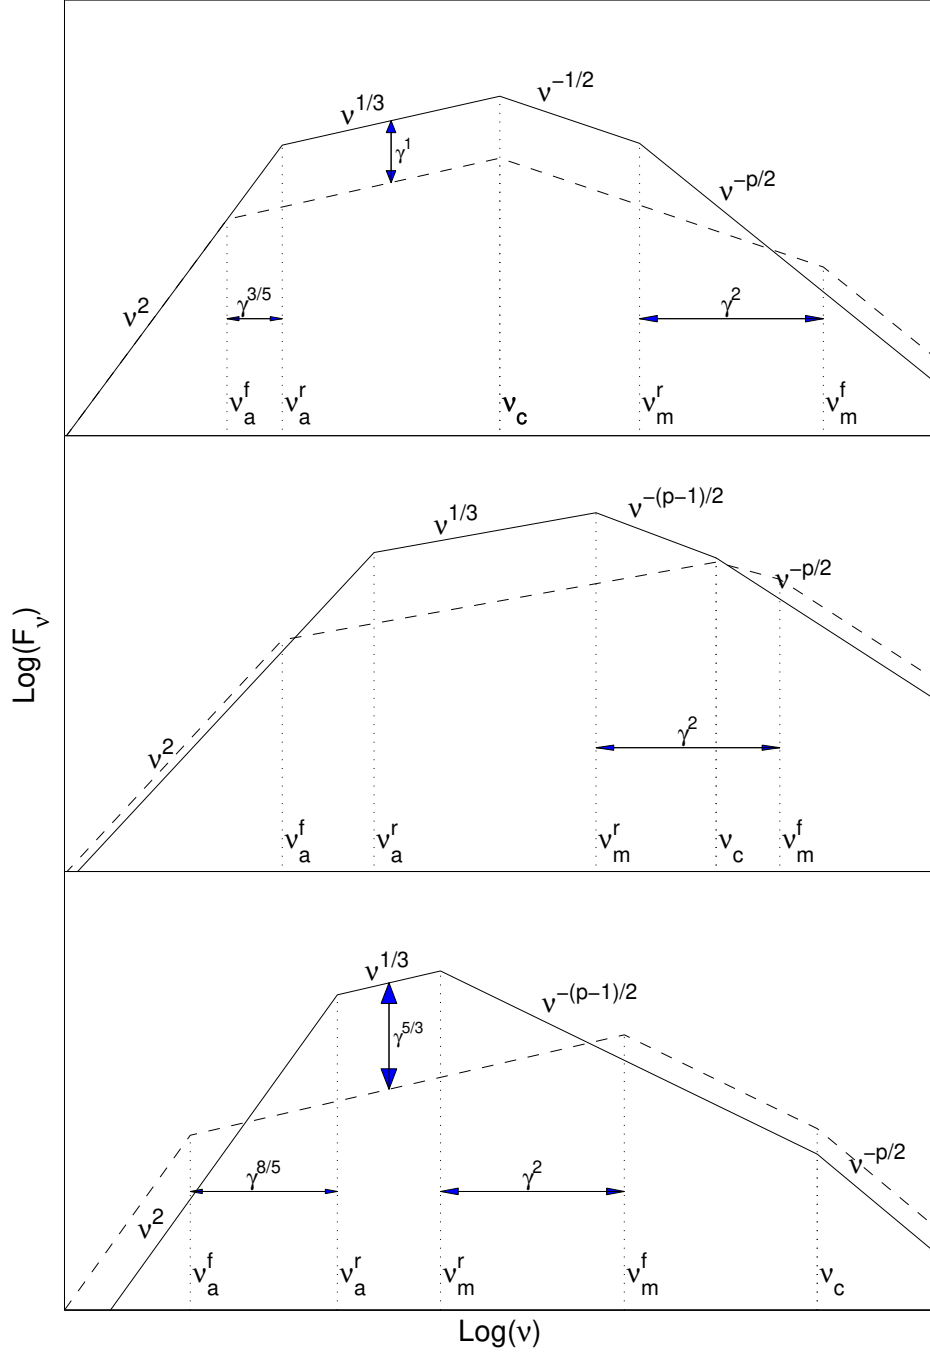 ν^{-1/2}
ν^{1/3}
γ^{1}
ν^{-p/2}
ν^{2}
γ^{3/5}
γ^{2}
ν_a^f
ν_a^r
ν_c
ν_m^r
ν_m^f
ν^{1/3}
ν^{-(p-1)/2}
ν^{-p/2}
ν^{2}
γ^{2}
ν_a^f
ν_a^r
ν_m^r
ν_c
ν_m^f
Log(F_ν)
ν^{1/3}
ν^{-(p-1)/2}
γ^{5/3}
ν^{-p/2}
γ^{8/5}
γ^{2}
ν^{2}
ν_a^f
ν_a^r
ν_m^r
ν_m^f
ν_c
Log(ν)